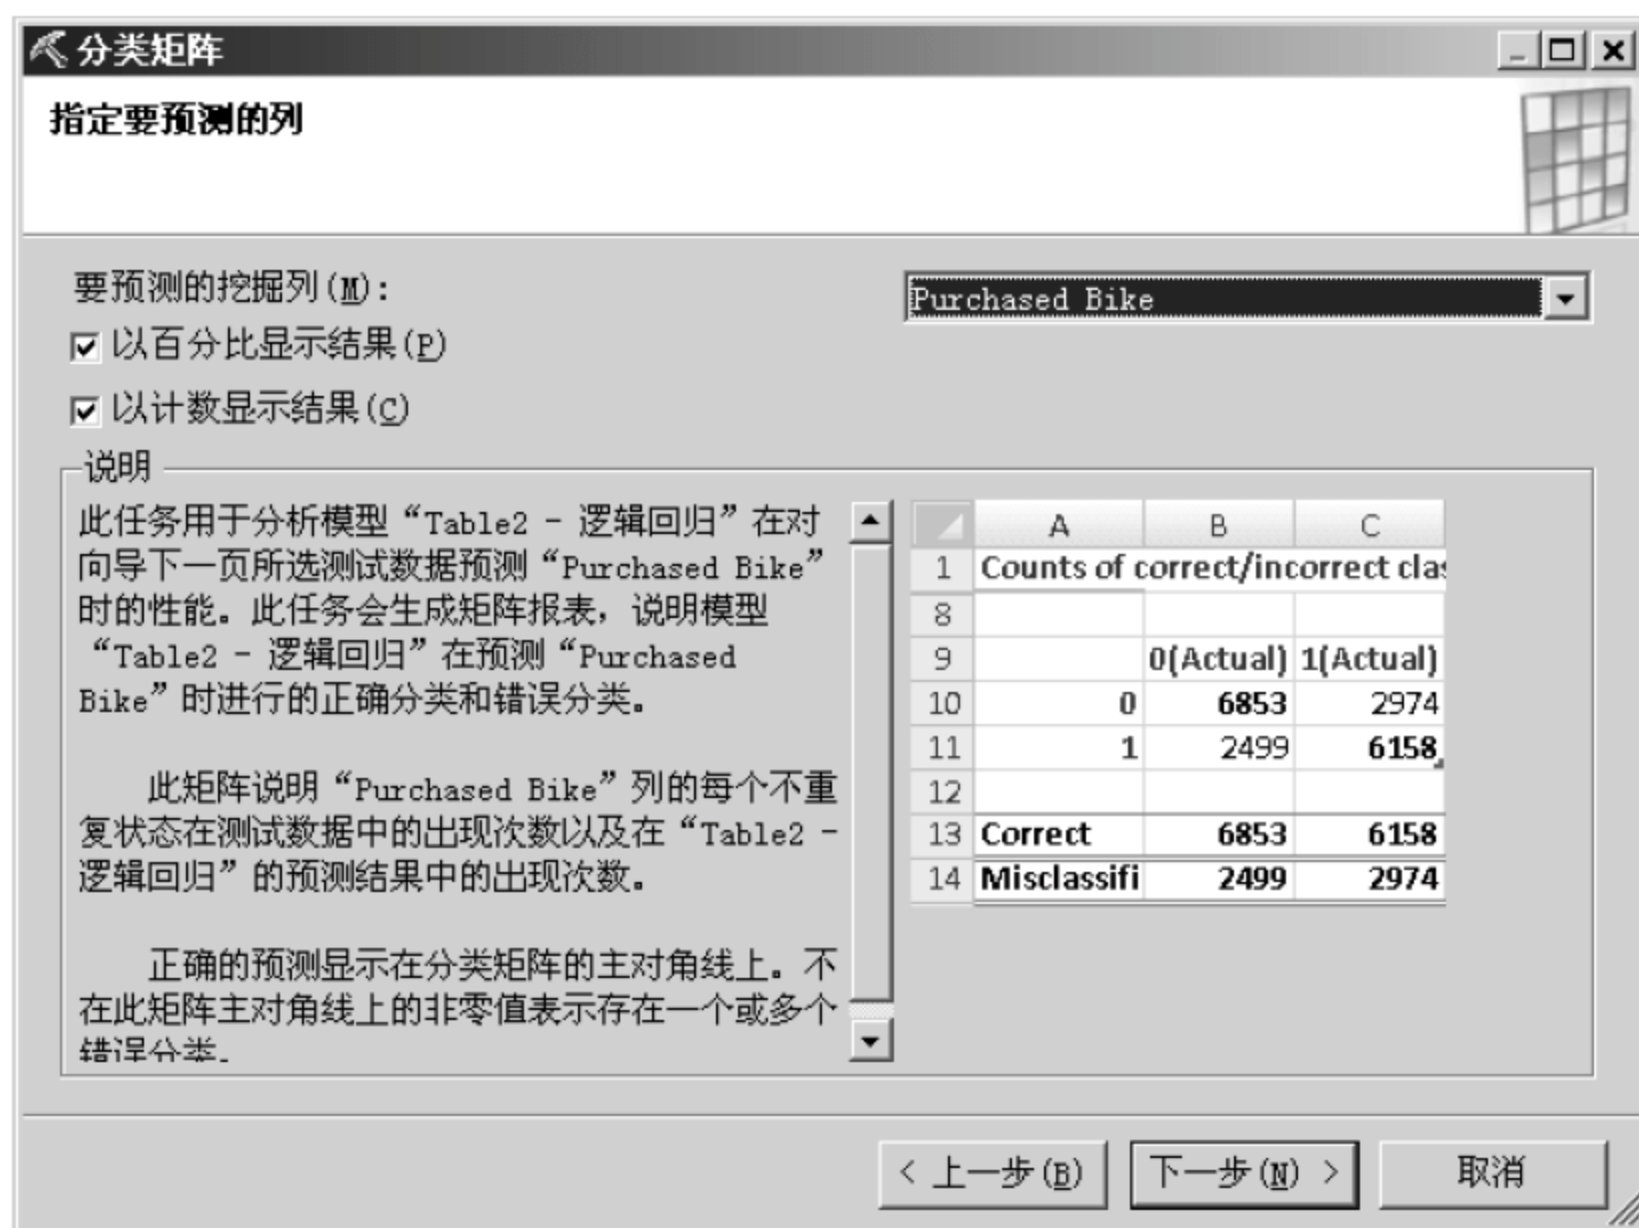 分类矩阵
指定要预测的列
要预测的挖掘列(M):
Purchased Bike
以百分比显示结果(P)
以计数显示结果(C)
说明
此任务用于分析模型“Table2 - 逻辑回归”在对
向导下一页所选测试数据预测“Purchased Bike”
时的性能。此任务会生成矩阵报表，说明模型
“Table2 - 逻辑回归”在预测“Purchased
Bike”时进行的正确分类和错误分类。
此矩阵说明“Purchased Bike”列的每个不重
复状态在测试数据中的出现次数以及在“Table2 -
逻辑回归”的预测结果中的出现次数。
正确的预测显示在分类矩阵的主对角线上。不
在此矩阵主对角线上的非零值表示存在一个或多个
错误分类。
A B C
1 Counts of correct/incorrect clas
8
9 0(Actual) 1(Actual)
10 0 6853 2974
11 1 2499 6158
12
13 Correct 6853 6158
14 Misclassifi 2499 2974
< 上一步(B)
下一步(N) >
取消